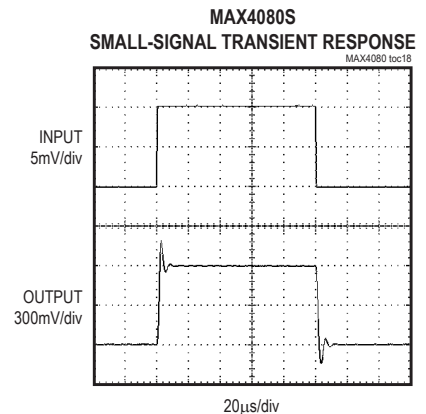 MAX4080S
SMALL-SIGNAL TRANSIENT RESPONSE
MAX4080 toc18
INPUT
5mV/div
OUTPUT
300mV/div
20μs/div